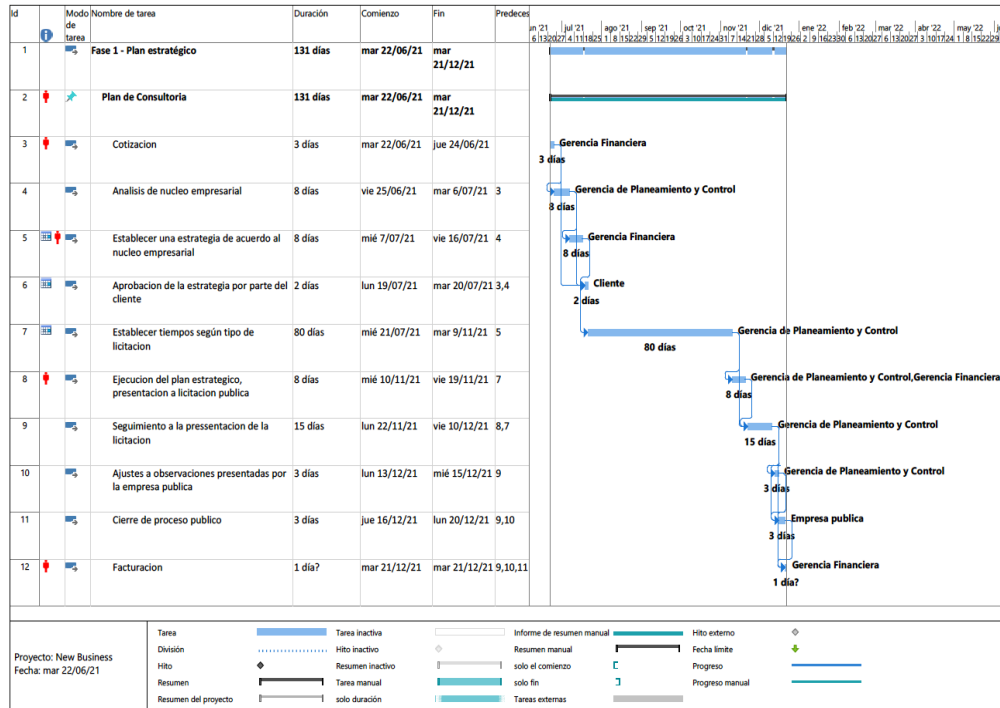 Id Modo de tarea Nombre de tarea Duración Comienzo Fin Predeces
jun '21 jul '21 ago '21 sep '21 oct '21 nov '21 dic '21 ene '22 feb '22 mar '22 abr '22 may '22
1 Fase 1 - Plan estratégico 131 días mar 22/06/21 mar 21/12/21
2 Plan de Consultoria 131 días mar 22/06/21 mar 21/12/21
3 Cotizacion 3 días mar 22/06/21 jue 24/06/21
Gerencia Financiera
3 días
4 Analisis de nucleo empresarial 8 días vie 25/06/21 mar 6/07/21 3
Gerencia de Planeamiento y Control
8 días
5 Establecer una estrategia de acuerdo al nucleo empresarial 8 días mié 7/07/21 vie 16/07/21 4
Gerencia Financiera
8 días
6 Aprobacion de la estrategia por parte del cliente 2 días lun 19/07/21 mar 20/07/21 3,4
Cliente
2 días
7 Establecer tiempos según tipo de licitacion 80 días mié 21/07/21 mar 9/11/21 5
Gerencia de Planeamiento y Control
80 días
8 Ejecucion del plan estrategico, presentacion a licitacion publica 8 días mié 10/11/21 vie 19/11/21 7
Gerencia de Planeamiento y Control,Gerencia Financiera
8 días
9 Seguimiento a la pressentacion de la licitacion 15 días lun 22/11/21 vie 10/12/21 8,7
Gerencia de Planeamiento y Control
15 días
10 Ajustes a observaciones presentadas por la empresa publica 3 días lun 13/12/21 mié 15/12/21 9
Gerencia de Planeamiento y Control
3 días
11 Cierre de proceso publico 3 días jue 16/12/21 lun 20/12/21 9,10
Empresa publica
3 días
12 Facturacion 1 día? mar 21/12/21 mar 21/12/21 9,10,11
Gerencia Financiera
1 día?
Proyecto: New Business
Fecha: mar 22/06/21
Tarea Tarea inactiva Informe de resumen manual Hito externo
División Hito inactivo Resumen manual Fecha límite
Hito Resumen inactivo solo el comienzo Progreso
Resumen Tarea manual solo fin Progreso manual
Resumen del proyecto solo duración Tareas externas